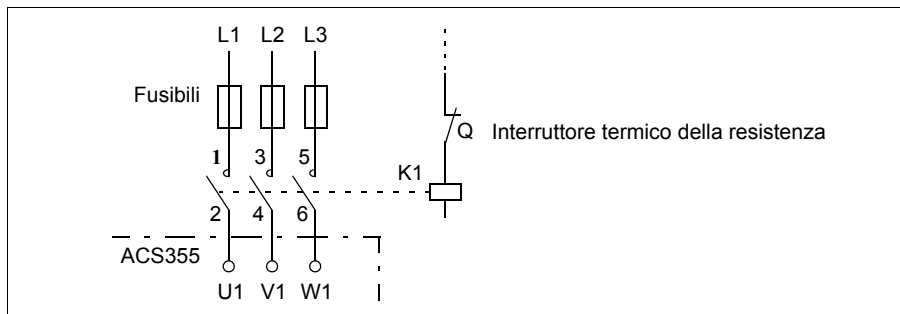 L1 L2 L3
Fusibili
Q Interruttore termico della resistenza
1 3 5
K1
2 4 6
ACS355
U1 V1 W1